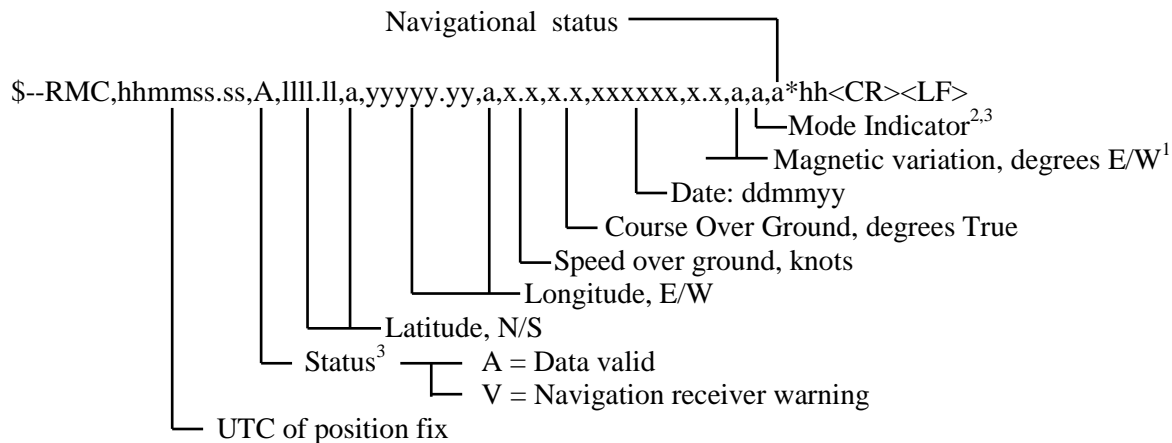 Navigational status
$--RMC,hhmmss.ss,A,llll.ll,a,yyyyy.yy,a,x.x,x.x,xxxxxx,x.x,a,a,a*hh<CR><LF>
Mode Indicator2,3
Magnetic variation, degrees E/W1
Date: ddmmyy
Course Over Ground, degrees True
Speed over ground, knots
Longitude, E/W
Latitude, N/S
Status3 A = Data valid
V = Navigation receiver warning
UTC of position fix